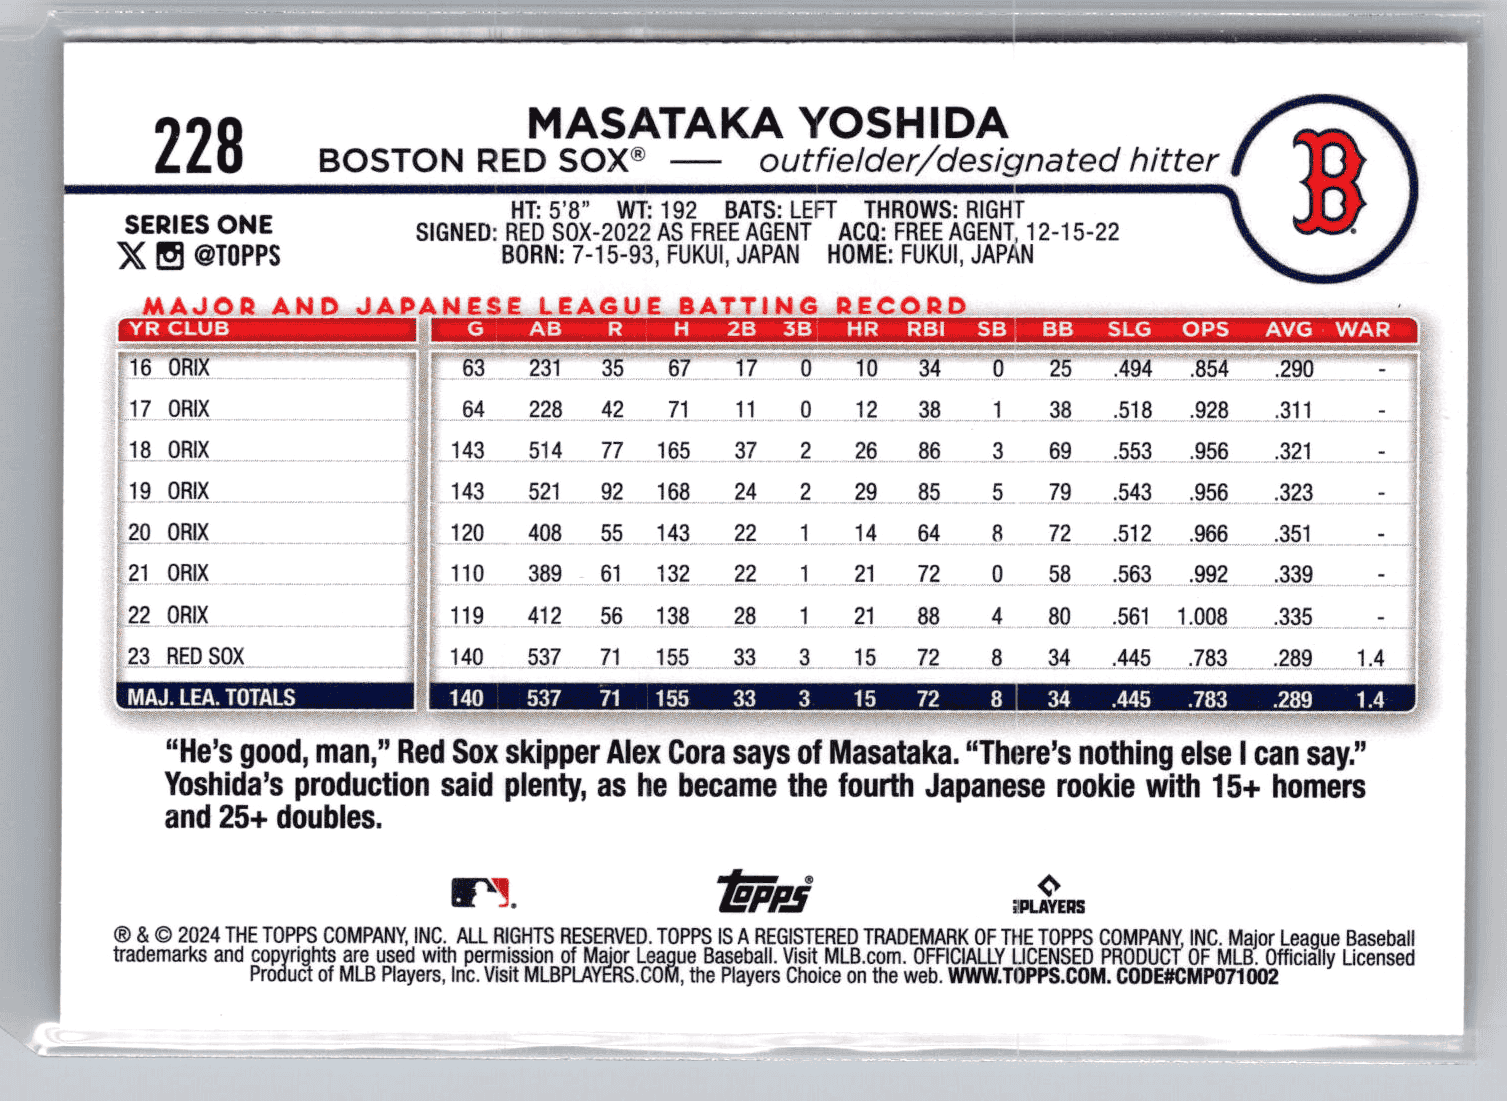 228
MASATAKA YOSHIDA
BOSTON RED SOX® — outfielder/designated hitter
B
SERIES ONE
X @TOPPS
HT: 5'8" WT: 192 BATS: LEFT THROWS: RIGHT
SIGNED: RED SOX-2022 AS FREE AGENT ACQ: FREE AGENT, 12-15-22
BORN: 7-15-93, FUKUI, JAPAN HOME: FUKUI, JAPAN
MAJOR AND JAPANESE LEAGUE BATTING RECORD
YR CLUB G AB R H 2B 3B HR RBI SB BB SLG OPS AVG WAR
16 ORIX 63 231 35 67 17 0 10 34 0 25 .494 .854 .290 -
17 ORIX 64 228 42 71 11 0 12 38 1 38 .518 .928 .311 -
18 ORIX 143 514 77 165 37 2 26 86 3 69 .553 .956 .321 -
19 ORIX 143 521 92 168 24 2 29 85 5 79 .543 .956 .323 -
20 ORIX 120 408 55 143 22 1 14 64 8 72 .512 .966 .351 -
21 ORIX 110 389 61 132 22 1 21 72 0 58 .563 .992 .339 -
22 ORIX 119 412 56 138 28 1 21 88 4 80 .561 1.008 .335 -
23 RED SOX 140 537 71 155 33 3 15 72 8 34 .445 .783 .289 1.4
MAJ. LEA. TOTALS 140 537 71 155 33 3 15 72 8 34 .445 .783 .289 1.4
“He’s good, man,” Red Sox skipper Alex Cora says of Masataka. “There’s nothing else I can say.”
Yoshida’s production said plenty, as he became the fourth Japanese rookie with 15+ homers
and 25+ doubles.
Topps® MLB PLAYERS
® & © 2024 THE TOPPS COMPANY, INC. ALL RIGHTS RESERVED. TOPPS IS A REGISTERED TRADEMARK OF THE TOPPS COMPANY, INC. Major League Baseball
trademarks and copyrights are used with permission of Major League Baseball. Visit MLB.com. OFFICIALLY LICENSED PRODUCT OF MLB. Officially Licensed
Product of MLB Players, Inc. Visit MLBPLAYERS.COM, the Players Choice on the web. WWW.TOPPS.COM. CODE#CMP071002